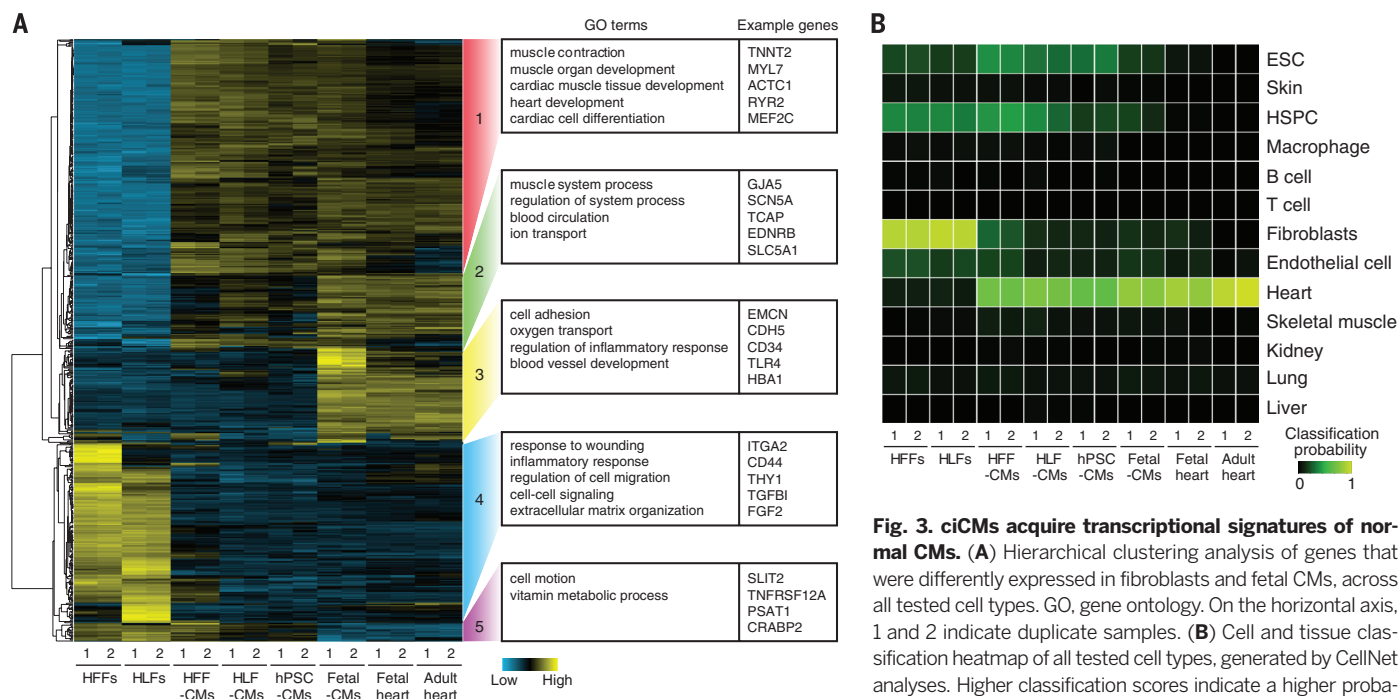 A
GO terms
Example genes
1
muscle contraction
muscle organ development
cardiac muscle tissue development
heart development
cardiac cell differentiation
TNNT2
MYL7
ACTC1
RYR2
MEF2C
2
muscle system process
regulation of system process
blood circulation
ion transport
GJA5
SCN5A
TCAP
EDNRB
SLC5A1
3
cell adhesion
oxygen transport
regulation of inflammatory response
blood vessel development
EMCN
CDH5
CD34
TLR4
HBA1
4
response to wounding
inflammatory response
regulation of cell migration
cell-cell signaling
extracellular matrix organization
ITGA2
CD44
THY1
TGFBI
FGF2
5
cell motion
vitamin metabolic process
SLIT2
TNFRSF12A
PSAT1
CRABP2
1 2 1 2 1 2 1 2 1 2 1 2 1 2 1 2
HFFs HLFs HFF HLF hPSC Fetal Fetal Adult
-CMs -CMs -CMs -CMs heart heart
Low High
B
ESC
Skin
HSPC
Macrophage
B cell
T cell
Fibroblasts
Endothelial cell
Heart
Skeletal muscle
Kidney
Lung
Liver
1 2 1 2 1 2 1 2 1 2 1 2 1 2 1 2
HFFs HLFs HFF HLF hPSC Fetal Fetal Adult
-CMs -CMs -CMs -CMs heart heart
Classification
probability
0 1
Fig. 3. ciCMs acquire transcriptional signatures of nor-
mal CMs. (A) Hierarchical clustering analysis of genes that
were differently expressed in fibroblasts and fetal CMs, across
all tested cell types. GO, gene ontology. On the horizontal axis,
1 and 2 indicate duplicate samples. (B) Cell and tissue clas-
sification heatmap of all tested cell types, generated by CellNet
analyses. Higher classification scores indicate a higher proba-